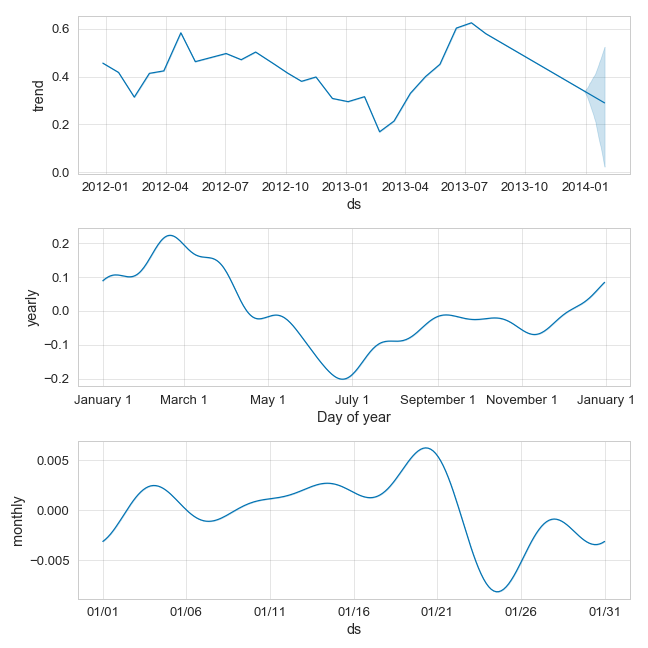 0.6
0.4
0.2
0.0
trend
2012-01 2012-04 2012-07 2012-10 2013-01 2013-04 2013-07 2013-10 2014-01
ds
0.2
0.1
0.0
−0.1
−0.2
yearly
January 1 March 1 May 1 July 1 September 1 November 1 January 1
Day of year
0.005
0.000
−0.005
monthly
01/01 01/06 01/11 01/16 01/21 01/26 01/31
ds